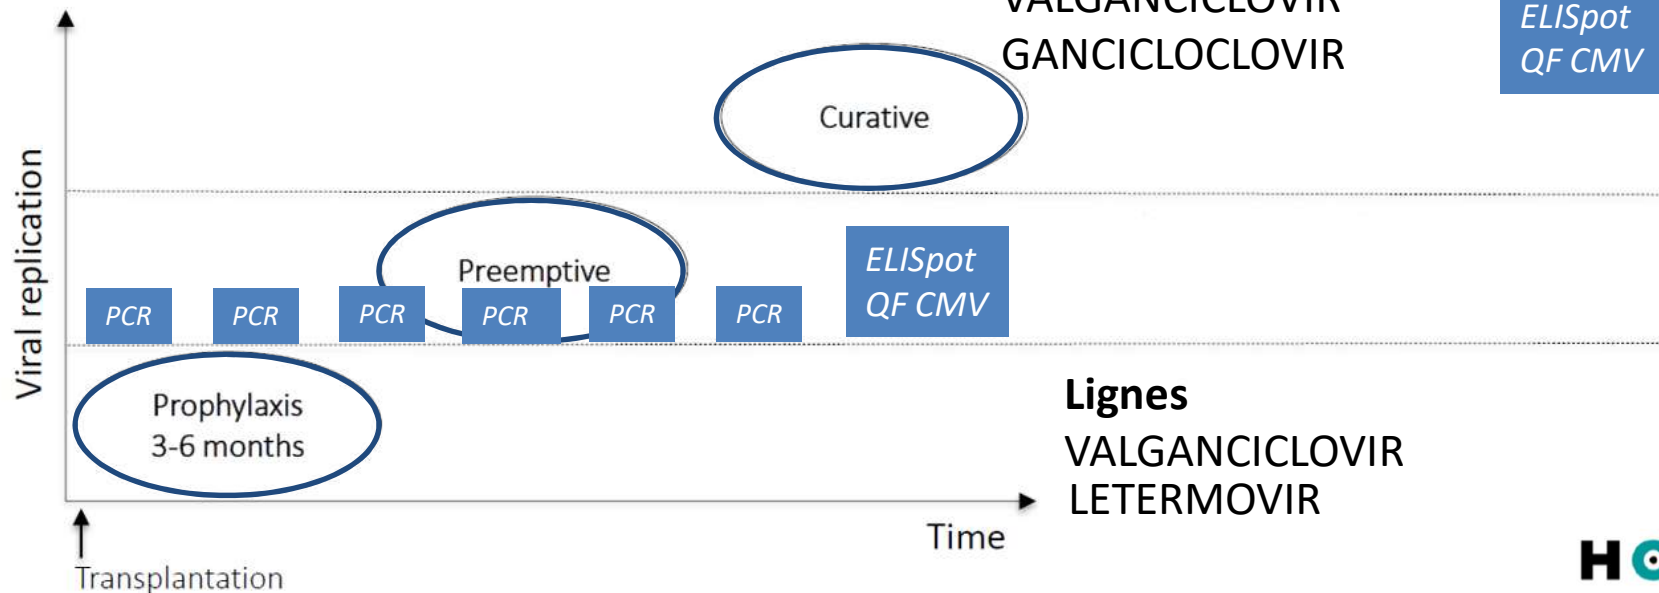 GANCICLOCLOVIR
ELISpot
QF CMV
Curative
Viral replication
Preemptive
ELISpot
QF CMV
PCR
PCR
PCR
PCR
PCR
PCR
Prophylaxis
3-6 months
Lignes
VALGANCICLOVIR
LETERMOVIR
Time
Transplantation